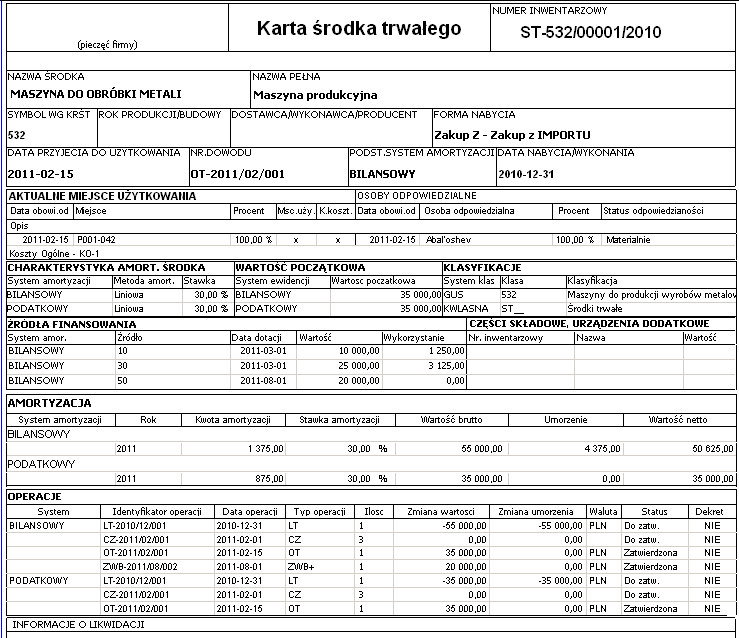 (pieczęć firmy)
Karta środka trwałego
NUMER INWENTARZOWY
ST-532/00001/2010
NAZWA ŚRODKA
NAZWA PEŁNA
MASZYNA DO OBRÓBKI METALI
Maszyna produkcyjna
SYMBOL WG KRŚT ROK PRODUKCJI/BUDOWY DOSTAWCA/WYKONAWCA/PRODUCENT FORMA NABYCIA
532 Zakup Z - Zakup z IMPORTU
DATA PRZYJECIA DO UZYTKOWANIA NR.DOWODU PODST.SYSTEM AMORTYZACJI DATA NABYCIA/WYKONANIA
2011-02-15 OT-2011/02/001 BILANSOWY 2010-12-31
AKTUALNE MIEJSCE UŻYTKOWANIA OSOBY ODPOWIEDZIALNE
Data obowi.od Miejsce Procent Msc.uży. K.koszt. Data obowi.od Osoba odpowiedzialna Procent Status odpowiedzianości
Opis
2011-02-15 P001-042 100,00 % x x 2011-02-15 Abal'oshev 100,00 % Materialnie
Koszty Ogólne - KO-1
CHARAKTERYSTYKA AMORT. ŚRODKA WARTOŚĆ POCZĄTKOWA KLASYFIKACJE
System amortyzacji Metoda amort. Stawka System ewidencji Wartosc poczatkowa System klas Klasa Klasyfikacja
BILANSOWY Liniowa 30,00 % BILANSOWY 35 000,00 GUS 532 Maszyny do produkcji wyrobów metalow
PODATKOWY Liniowa 30,00 % PODATKOWY 35 000,00 KWLASNA ST__ Środki trwałe
ŹRÓDŁA FINANSOWANIA CZĘŚCI SKŁADOWE, URZĄDZENIA DODATKOWE
System amor. Źródło Data dotacji Wartość Wykorzystanie Nr. inwentarzowy Nazwa Wartość
BILANSOWY 10 2011-03-01 10 000,00 1 250,00
BILANSOWY 30 2011-03-01 25 000,00 3 125,00
BILANSOWY 50 2011-08-01 20 000,00 0,00
AMORTYZACJA
System amortyzacji Rok Kwota amortyzacji Stawka amortyzacji Wartość brutto Umorzenie Wartość netto
BILANSOWY
2011 1 375,00 30,00 % 55 000,00 4 375,00 50 625,00
PODATKOWY
2011 875,00 30,00 % 35 000,00 0,00 35 000,00
OPERACJE
System Identyfikator operacji Data operacji Typ operacji Ilosc Zmiana wartosci Zmiana umorzenia Waluta Status Dekret
BILANSOWY LT-2010/12/001 2010-12-31 LT 1 -55 000,00 -55 000,00 PLN Do zatw. NIE
CZ-2011/02/001 2011-02-01 CZ 3 0,00 0,00 Do zatw. NIE
OT-2011/02/001 2011-02-15 OT 1 35 000,00 0,00 PLN Zatwierdzona NIE
ZWB-2011/08/002 2011-08-01 ZWB+ 1 20 000,00 0,00 PLN Zatwierdzona NIE
PODATKOWY LT-2010/12/001 2010-12-31 LT 1 -35 000,00 -35 000,00 PLN Do zatw. NIE
CZ-2011/02/001 2011-02-01 CZ 3 0,00 0,00 Do zatw. NIE
OT-2011/02/001 2011-02-15 OT 1 35 000,00 0,00 PLN Zatwierdzona NIE
INFORMACJE O LIKWIDACJI